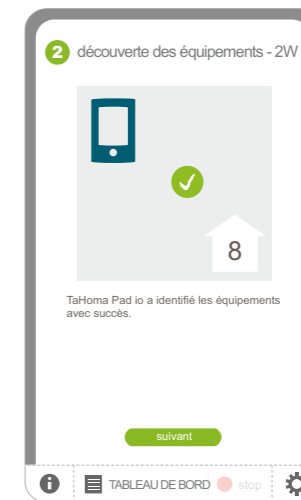 2 découverte des équipements - 2W
8
TaHoma Pad io a identifié les équipements
avec succès.
suivant
i TABLEAU DE BORD stop